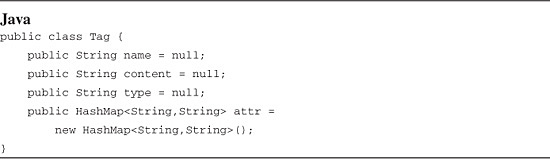 Java
public class Tag {
    public String name = null;
    public String content = null;
    public String type = null;
    public HashMap<String,String> attr =
        new HashMap<String,String>();
}